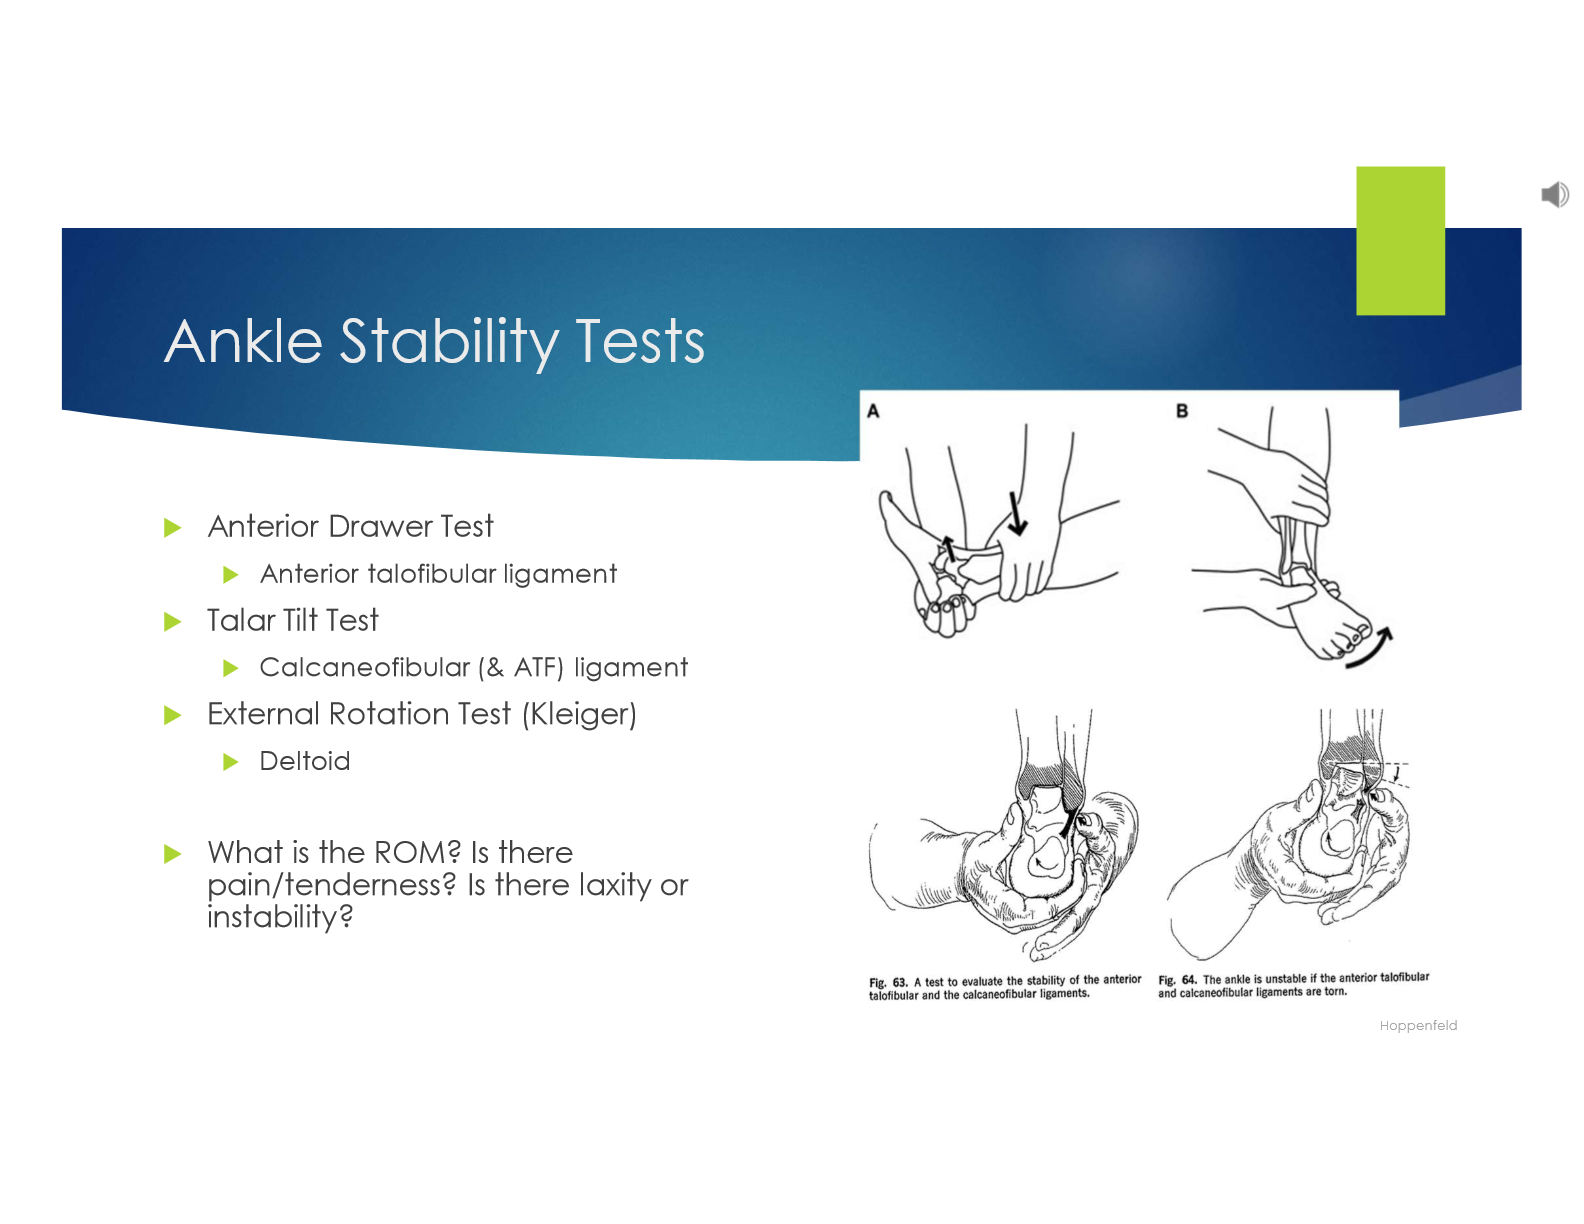 Ankle Stability Tests
Anterior Drawer Test
Anterior talofibular ligament
Talar Tilt Test
Calcaneofibular (& ATF) ligament
External Rotation Test (Kleiger)
Deltoid
What is the ROM? Is there
pain/tenderness? Is there laxity or
instability?
A
B
Fig. 63. A test to evaluate the stability of the anterior
talofibular and the calcaneofibular ligaments.
Fig. 64. The ankle is unstable if the anterior talofibular
and calcaneofibular ligaments are torn.
Hoppenfeld